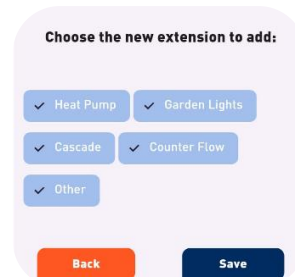 Choose the new extension to add:
Heat Pump Garden Lights
Cascade Counter Flow
Other
Back Save